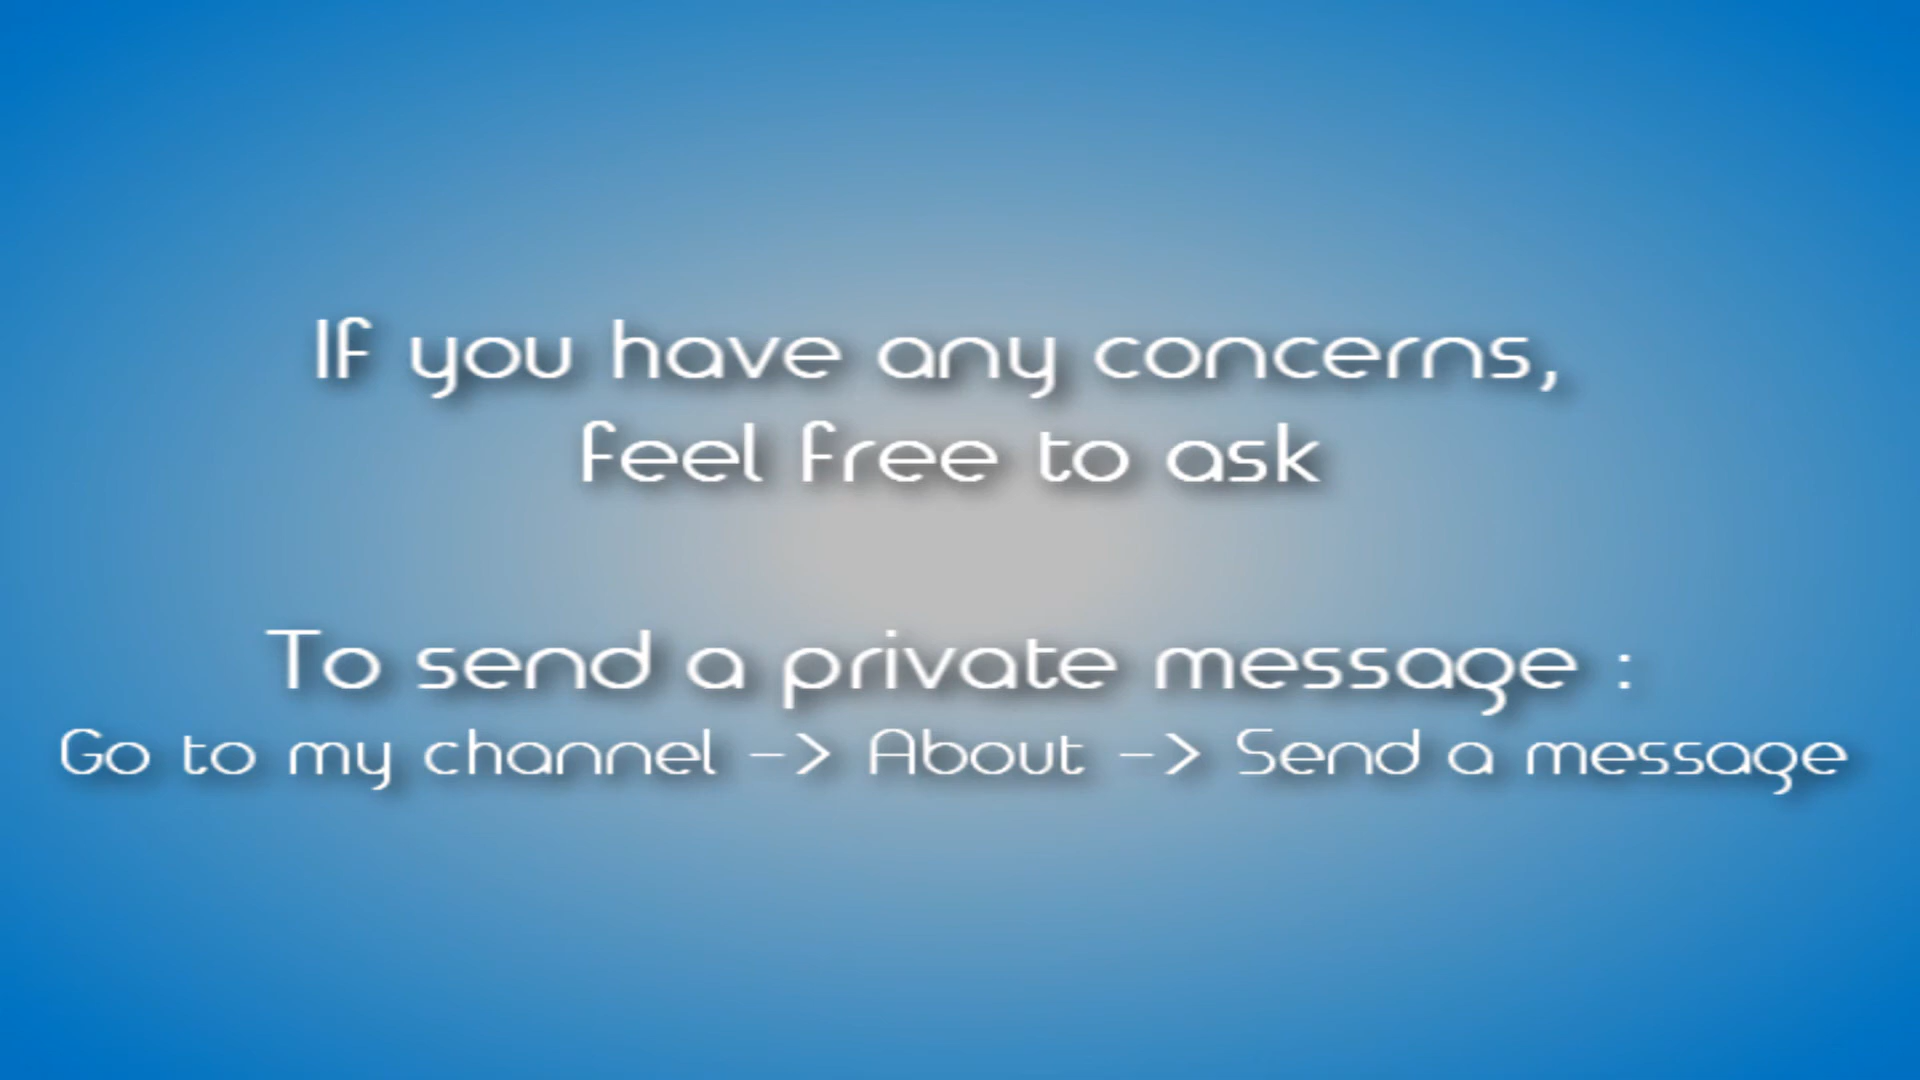 If you have any concerns,
feel free to ask
To send a private message :
Go to my channel -> About -> Send a message